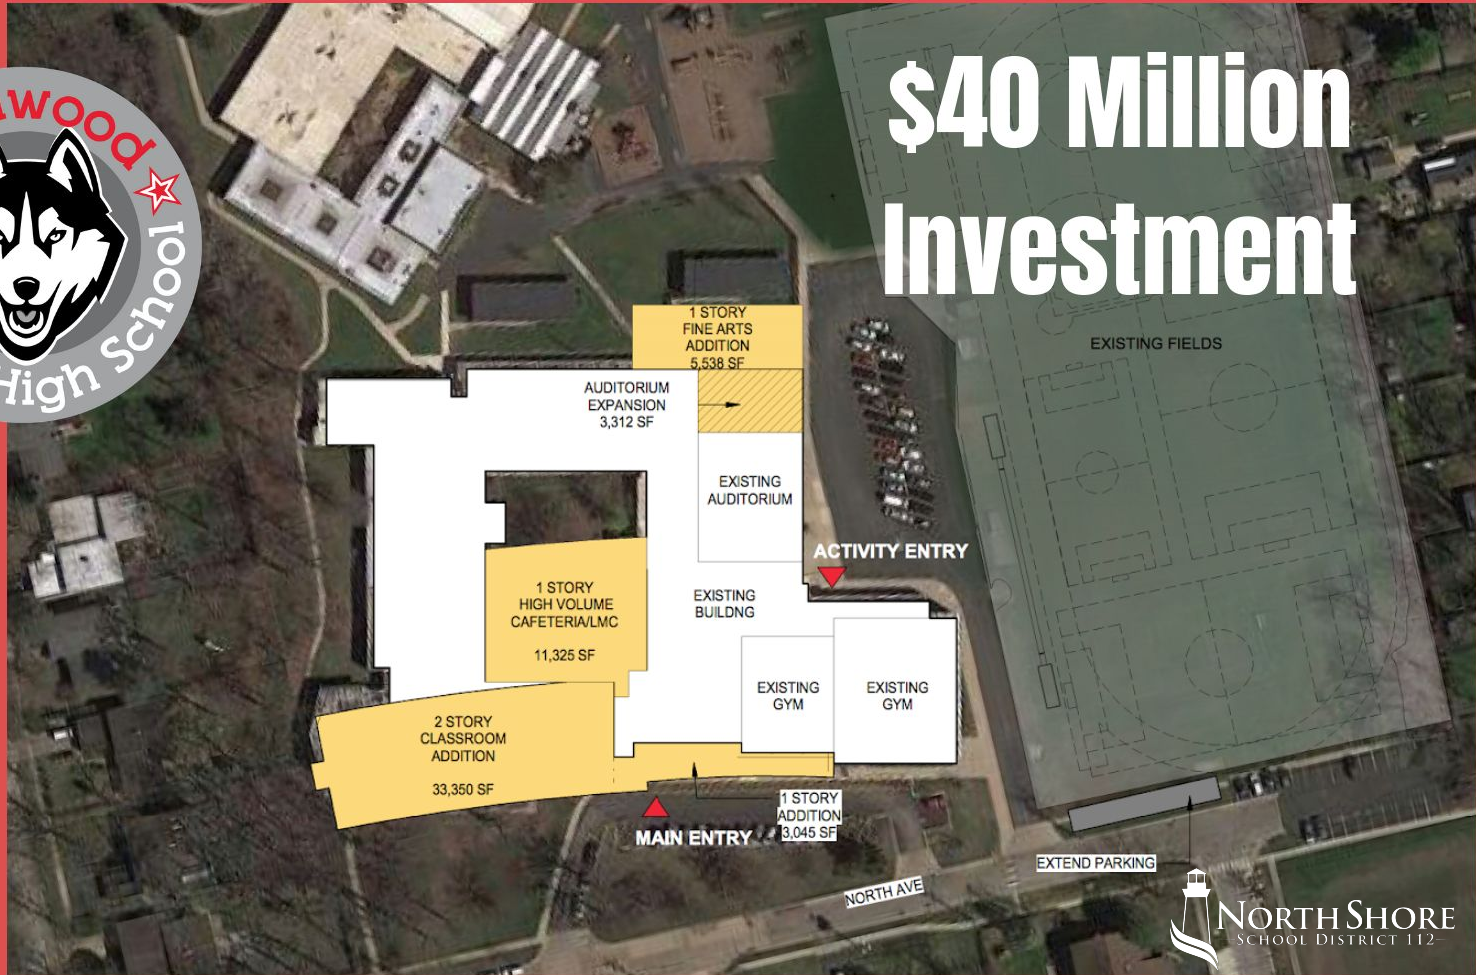 $40 Million
Investment
wood
High School
1 STORY
FINE ARTS
ADDITION
5,538 SF
EXISTING FIELDS
AUDITORIUM
EXPANSION
3,312 SF
EXISTING
AUDITORIUM
ACTIVITY ENTRY
1 STORY
HIGH VOLUME
CAFETERIA/LMC
11,325 SF
EXISTING
BUILDNG
EXISTING
GYM
EXISTING
GYM
2 STORY
CLASSROOM
ADDITION
33,350 SF
1 STORY
ADDITION
3,045 SF
MAIN ENTRY
EXTEND PARKING
NORTH AVE
NORTH SHORE
SCHOOL DISTRICT 112